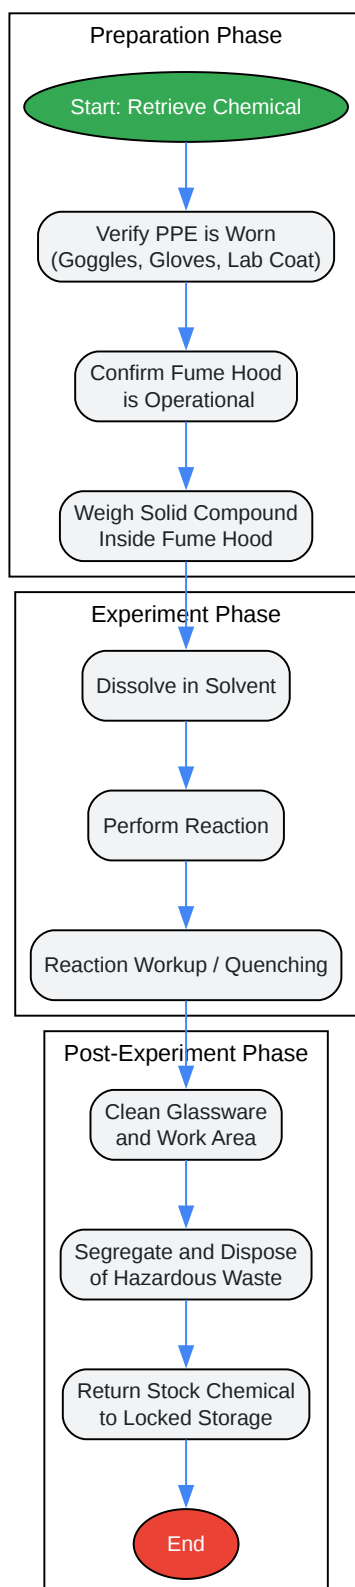 Preparation Phase
Start: Retrieve Chemical
Verify PPE is Worn
(Goggles, Gloves, Lab Coat)
Confirm Fume Hood
is Operational
Weigh Solid Compound
Inside Fume Hood
Experiment Phase
Dissolve in Solvent
Perform Reaction
Reaction Workup / Quenching
Post-Experiment Phase
Clean Glassware
and Work Area
Segregate and Dispose
of Hazardous Waste
Return Stock Chemical
to Locked Storage
End